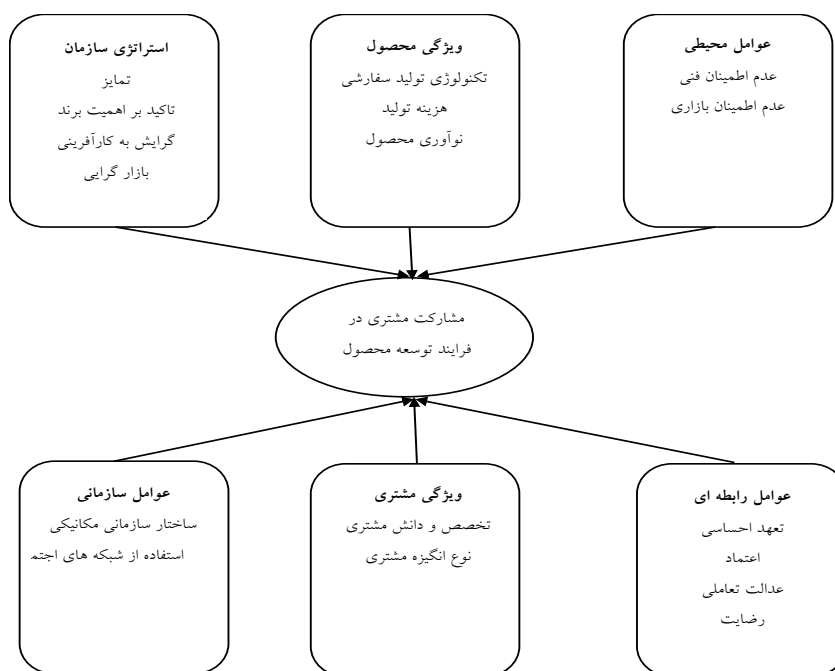 عوامل محیطی
عدم اطمینان فنی
عدم اطمینان بازاری
ویژگی محصول
تکنولوژی تولید سفارشی
هزینه تولید
نوآوری محصول
استراتژی سازمان
تمایز
تاکید بر اهمیت برند
گرایش به کارآفرینی
بازار گرایی
مشارکت مشتری در
فرایند توسعه محصول
عوامل رابطه ای
تعهد احساسی
اعتماد
عدالت تعاملی
رضایت
ویژگی مشتری
تخصص و دانش مشتری
نوع انگیزه مشتری
عوامل سازمانی
ساختار سازمانی مکانیکی
استفاده از شبکه های